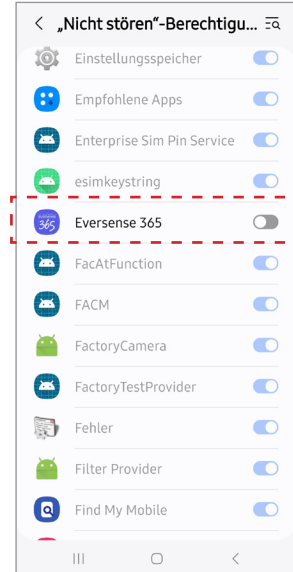 „Nicht stören“-Berechtigu...
Einstellungsspeicher
Empfohlene Apps
Enterprise Sim Pin Service
esimkeystring
365
Eversense 365
FacAtFunction
FACM
FactoryCamera
FactoryTestProvider
Fehler
Filter Provider
Find My Mobile